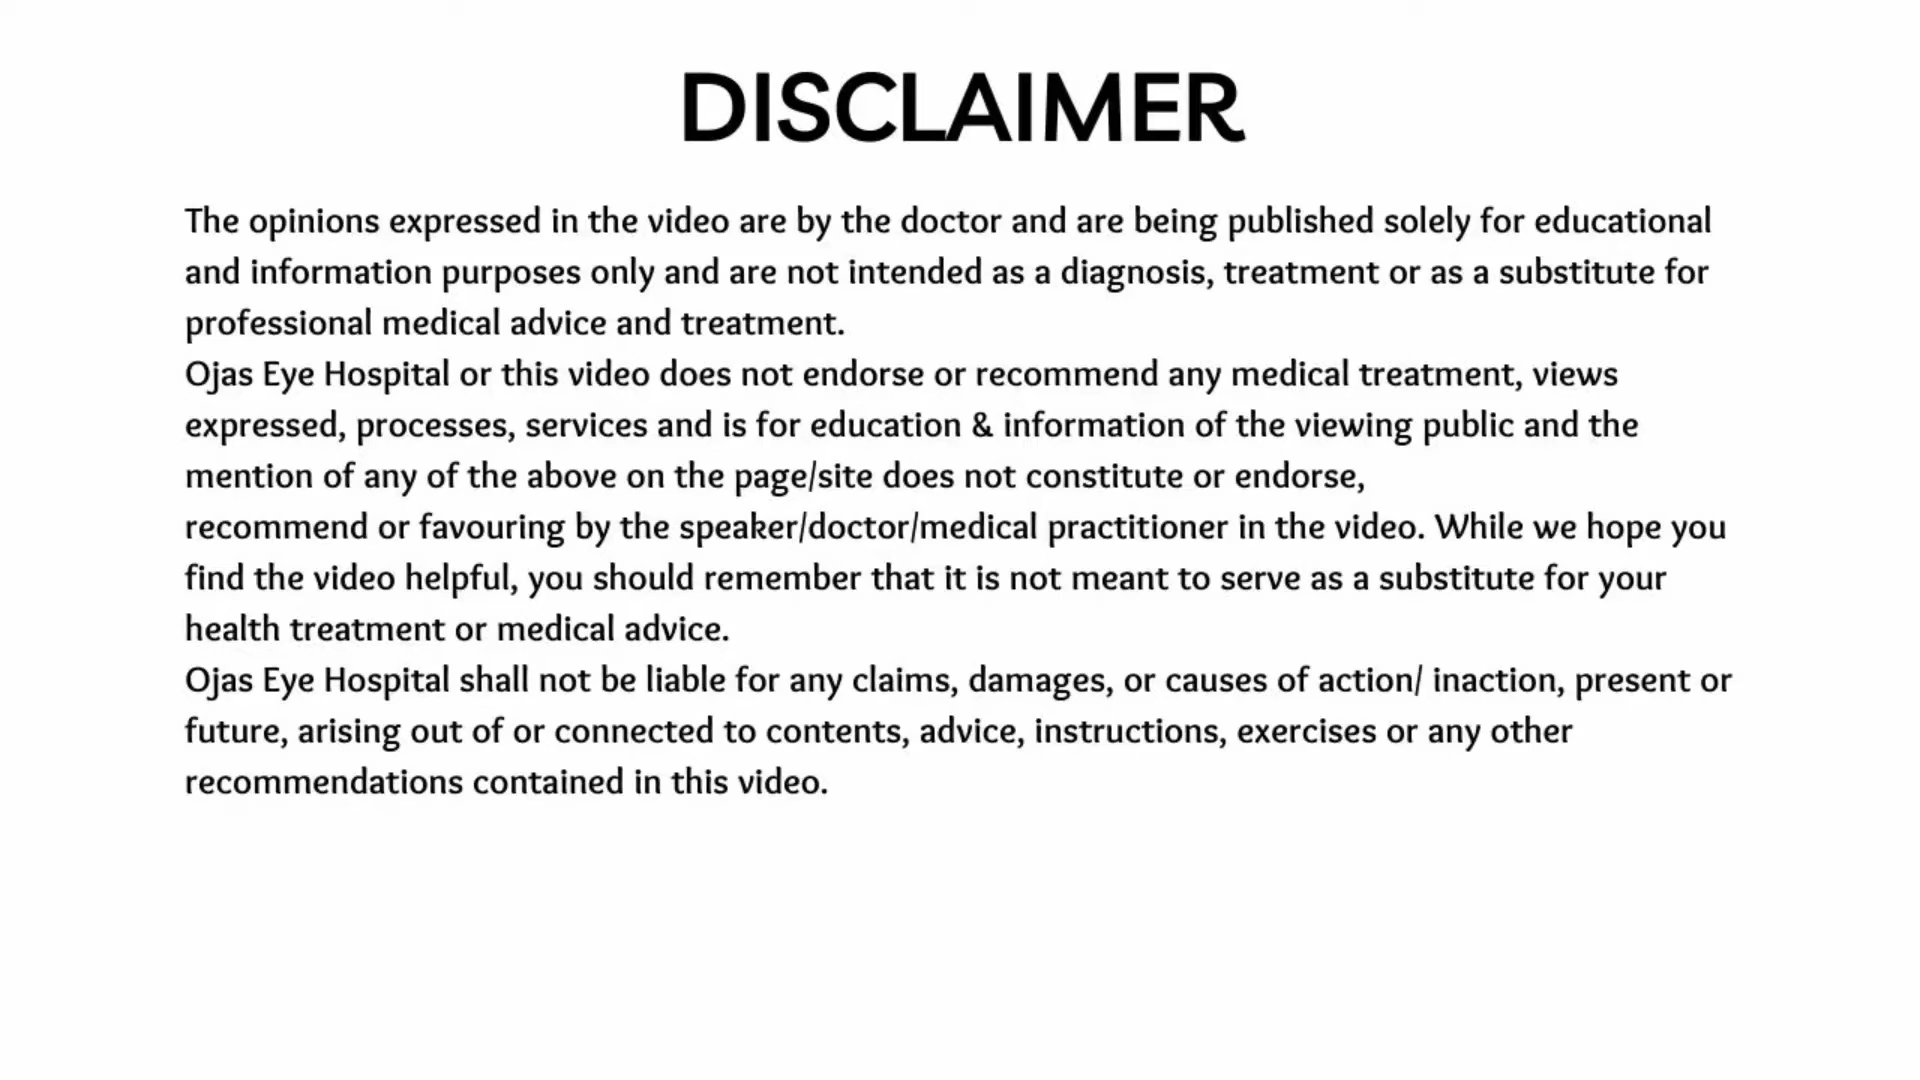 DISCLAIMER
The opinions expressed in the video are by the doctor and are being published solely for educational
and information purposes only and are not intended as a diagnosis, treatment or as a substitute for
professional medical advice and treatment.
Ojas Eye Hospital or this video does not endorse or recommend any medical treatment, views
expressed, processes, services and is for education & information of the viewing public and the
mention of any of the above on the page/site does not constitute or endorse,
recommend or favouring by the speaker/doctor/medical practitioner in the video. While we hope you
find the video helpful, you should remember that it is not meant to serve as a substitute for your
health treatment or medical advice.
Ojas Eye Hospital shall not be liable for any claims, damages, or causes of action/ inaction, present or
future, arising out of or connected to contents, advice, instructions, exercises or any other
recommendations contained in this video.